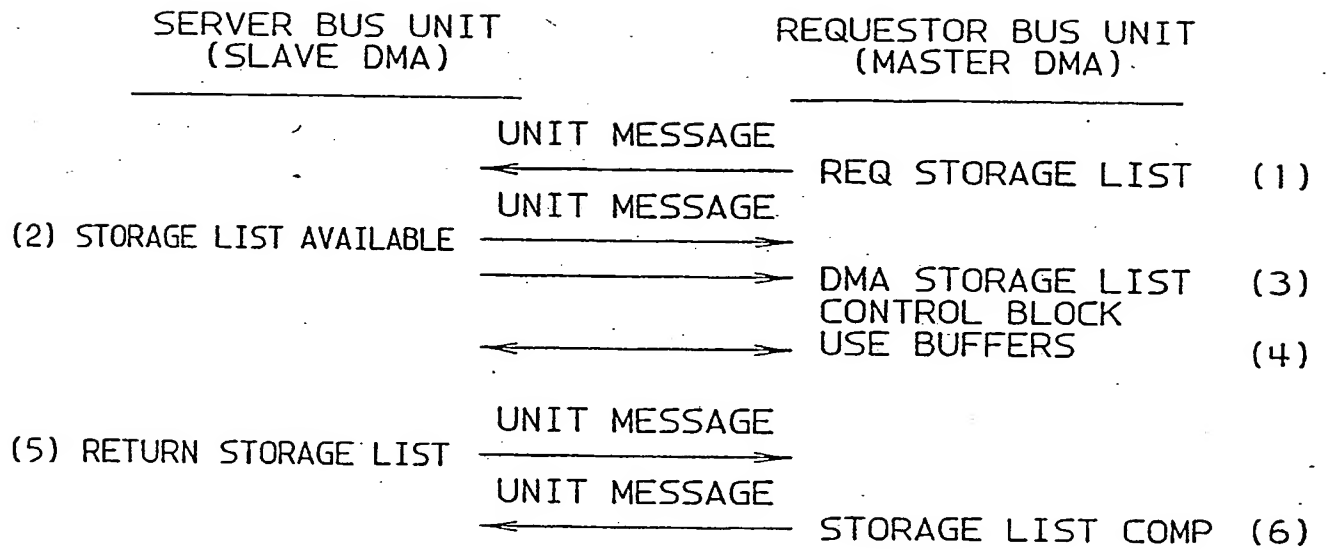 SERVER BUS UNIT
(SLAVE DMA)
REQUESTOR BUS UNIT
(MASTER DMA)
UNIT MESSAGE
REQ STORAGE LIST (1)
UNIT MESSAGE
(2) STORAGE LIST AVAILABLE
DMA STORAGE LIST (3)
CONTROL BLOCK
USE BUFFERS (4)
UNIT MESSAGE
(5) RETURN STORAGE LIST
UNIT MESSAGE
STORAGE LIST COMP (6)